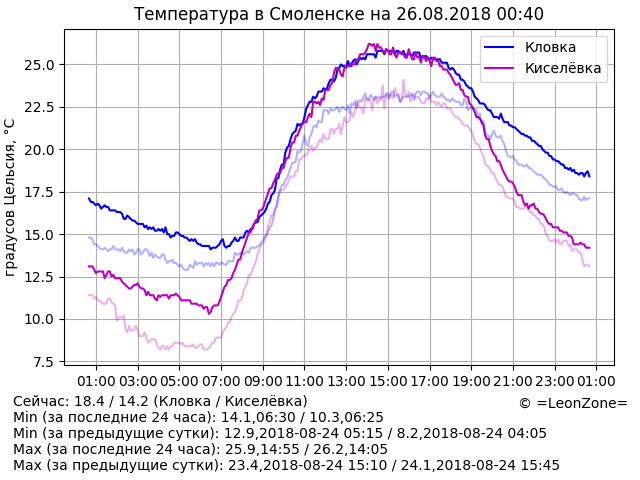 Температура в Смоленске на 26.08.2018 00:40
градусов Цельсия, °C
25.0
22.5
20.0
17.5
15.0
12.5
10.0
7.5
Кловка
Киселёвка
01:00 03:00 05:00 07:00 09:00 11:00 13:00 15:00 17:00 19:00 21:00 23:00 01:00
Сейчас: 18.4 / 14.2 (Кловка / Киселёвка)
© =LeonZone=
Min (за последние 24 часа): 14.1,06:30 / 10.3,06:25
Min (за предыдущие сутки): 12.9,2018-08-24 05:15 / 8.2,2018-08-24 04:05
Max (за последние 24 часа): 25.9,14:55 / 26.2,14:05
Max (за предыдущие сутки): 23.4,2018-08-24 15:10 / 24.1,2018-08-24 15:45